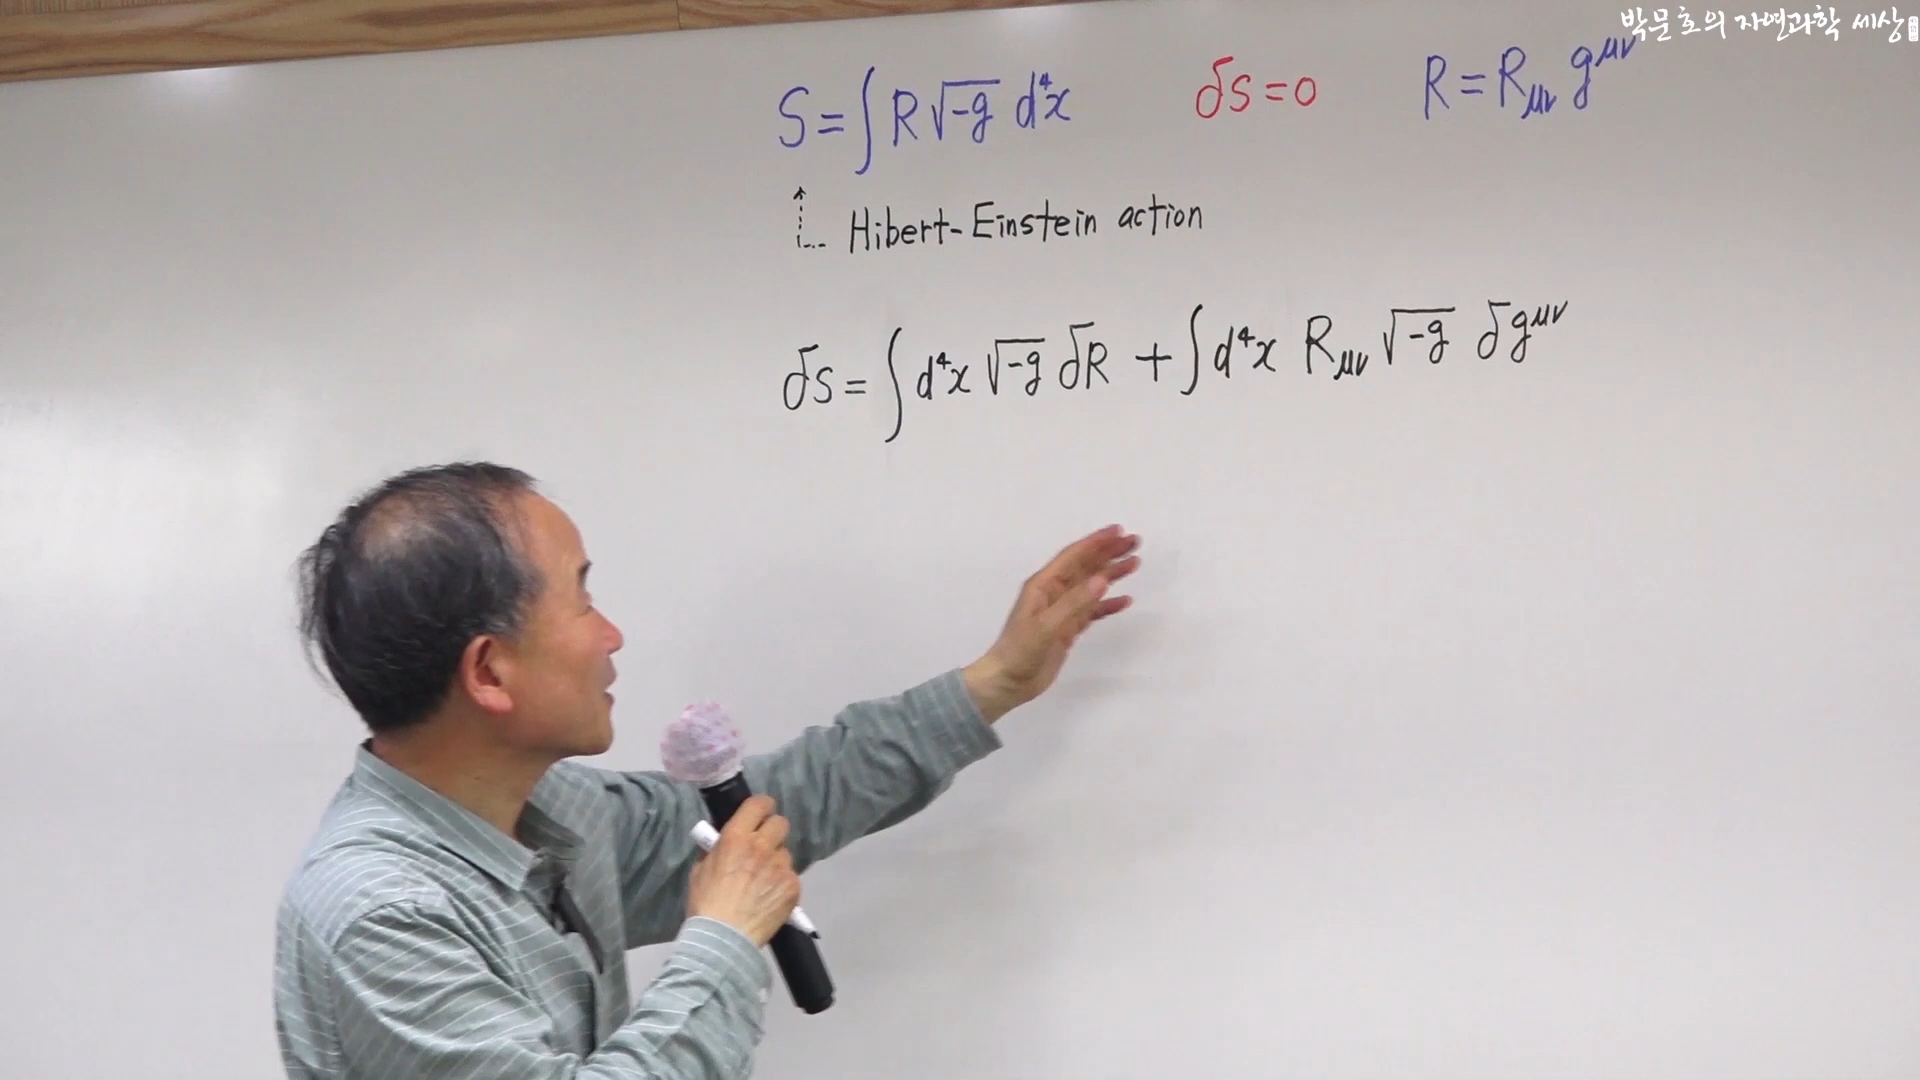 박문호의 자연과학 세상
S = ∫ R √-g d⁴x δS = 0 R = R_μν g^μν
Hibert-Einstein action
δS = ∫ d⁴x √-g δR + ∫ d⁴x R_μν √-g δg^μν